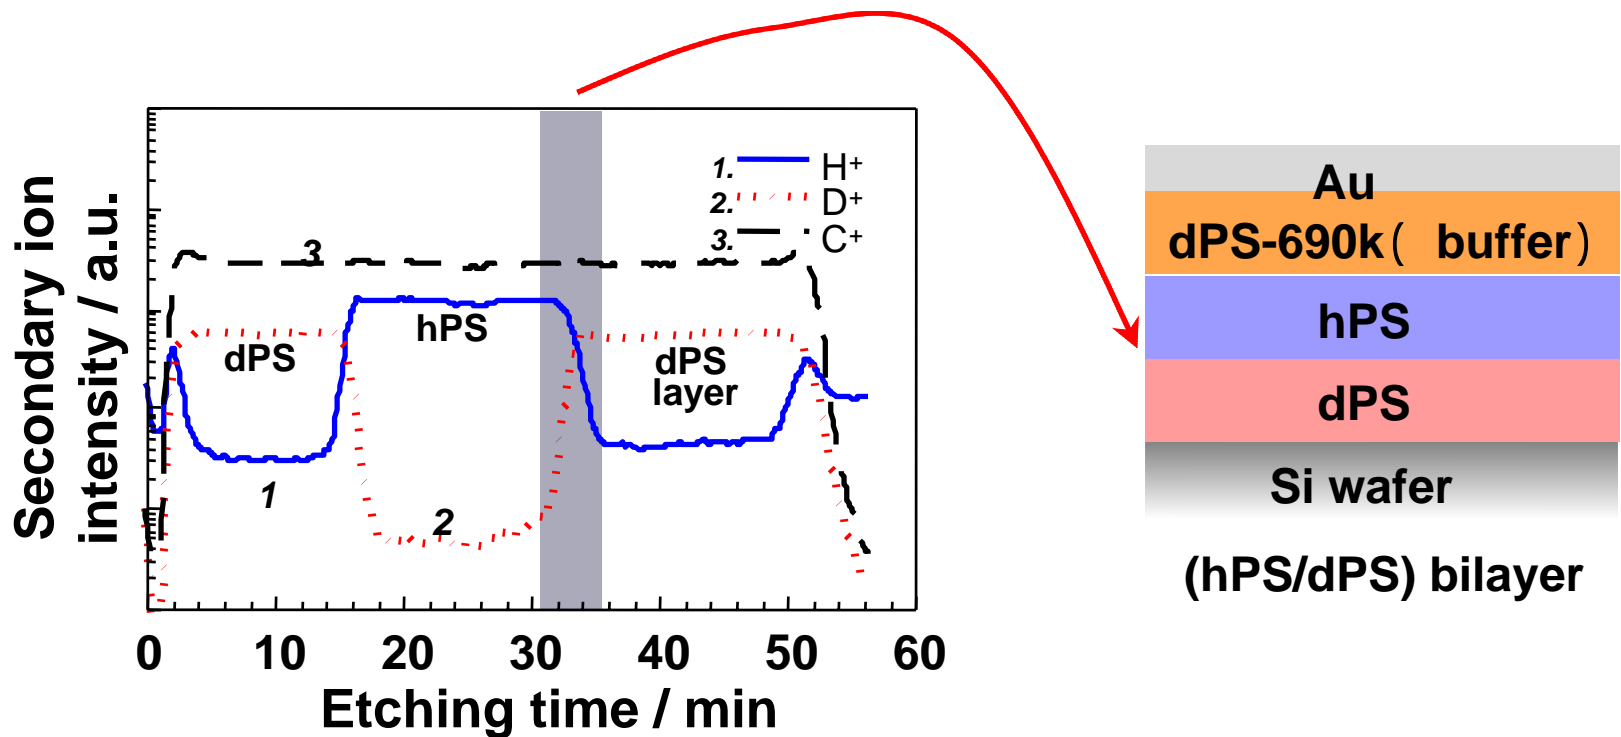 Secondary ion
intensity / a.u.
1. H⁺
2. D⁺
3. C⁺
3
dPS
hPS
dPS
layer
1
2
0 10 20 30 40 50 60
Etching time / min
Au
dPS-690k( buffer)
hPS
dPS
Si wafer
(hPS/dPS) bilayer